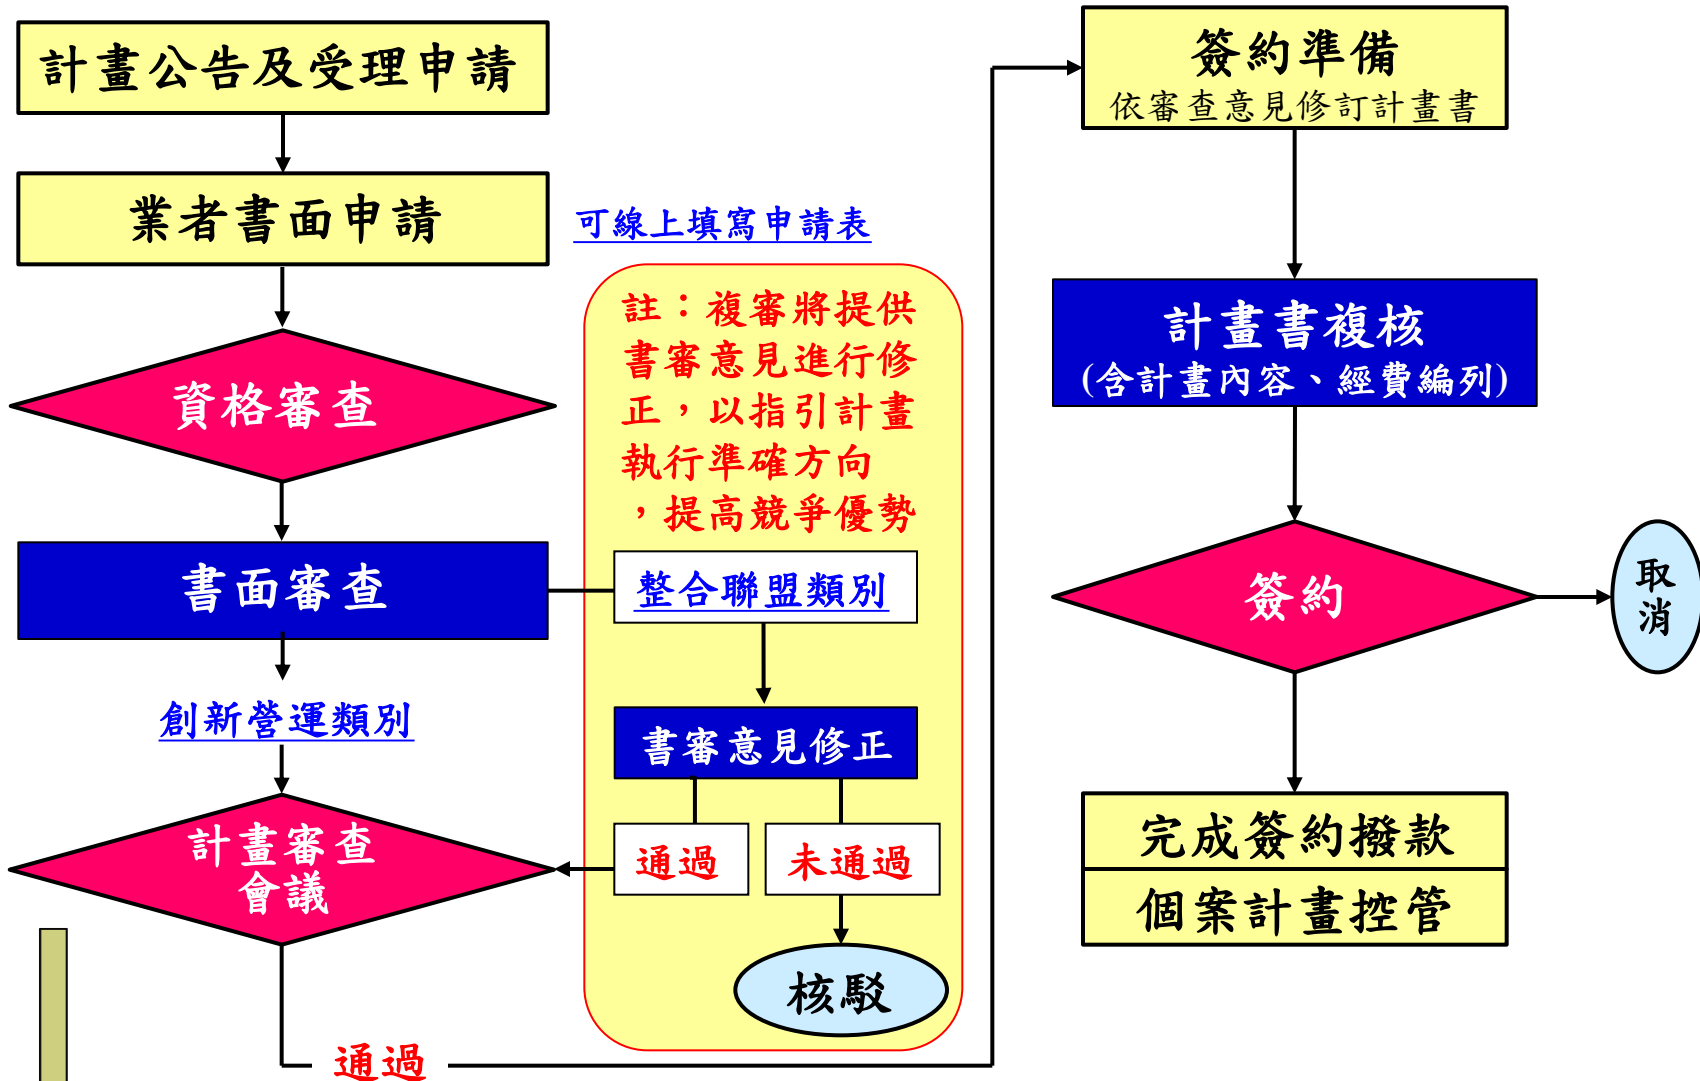 計畫公告及受理申請
業者書面申請
可線上填寫申請表
資格審查
書面審查
創新營運類別
計畫審查
會議
通過
註：複審將提供
書審意見進行修
正，以指引計畫
執行準確方向
，提高競爭優勢
整合聯盟類別
書審意見修正
通過
未通過
核駁
簽約準備
依審查意見修訂計畫書
計畫書複核
(含計畫內容、經費編列)
簽約
取
消
完成簽約撥款
個案計畫控管